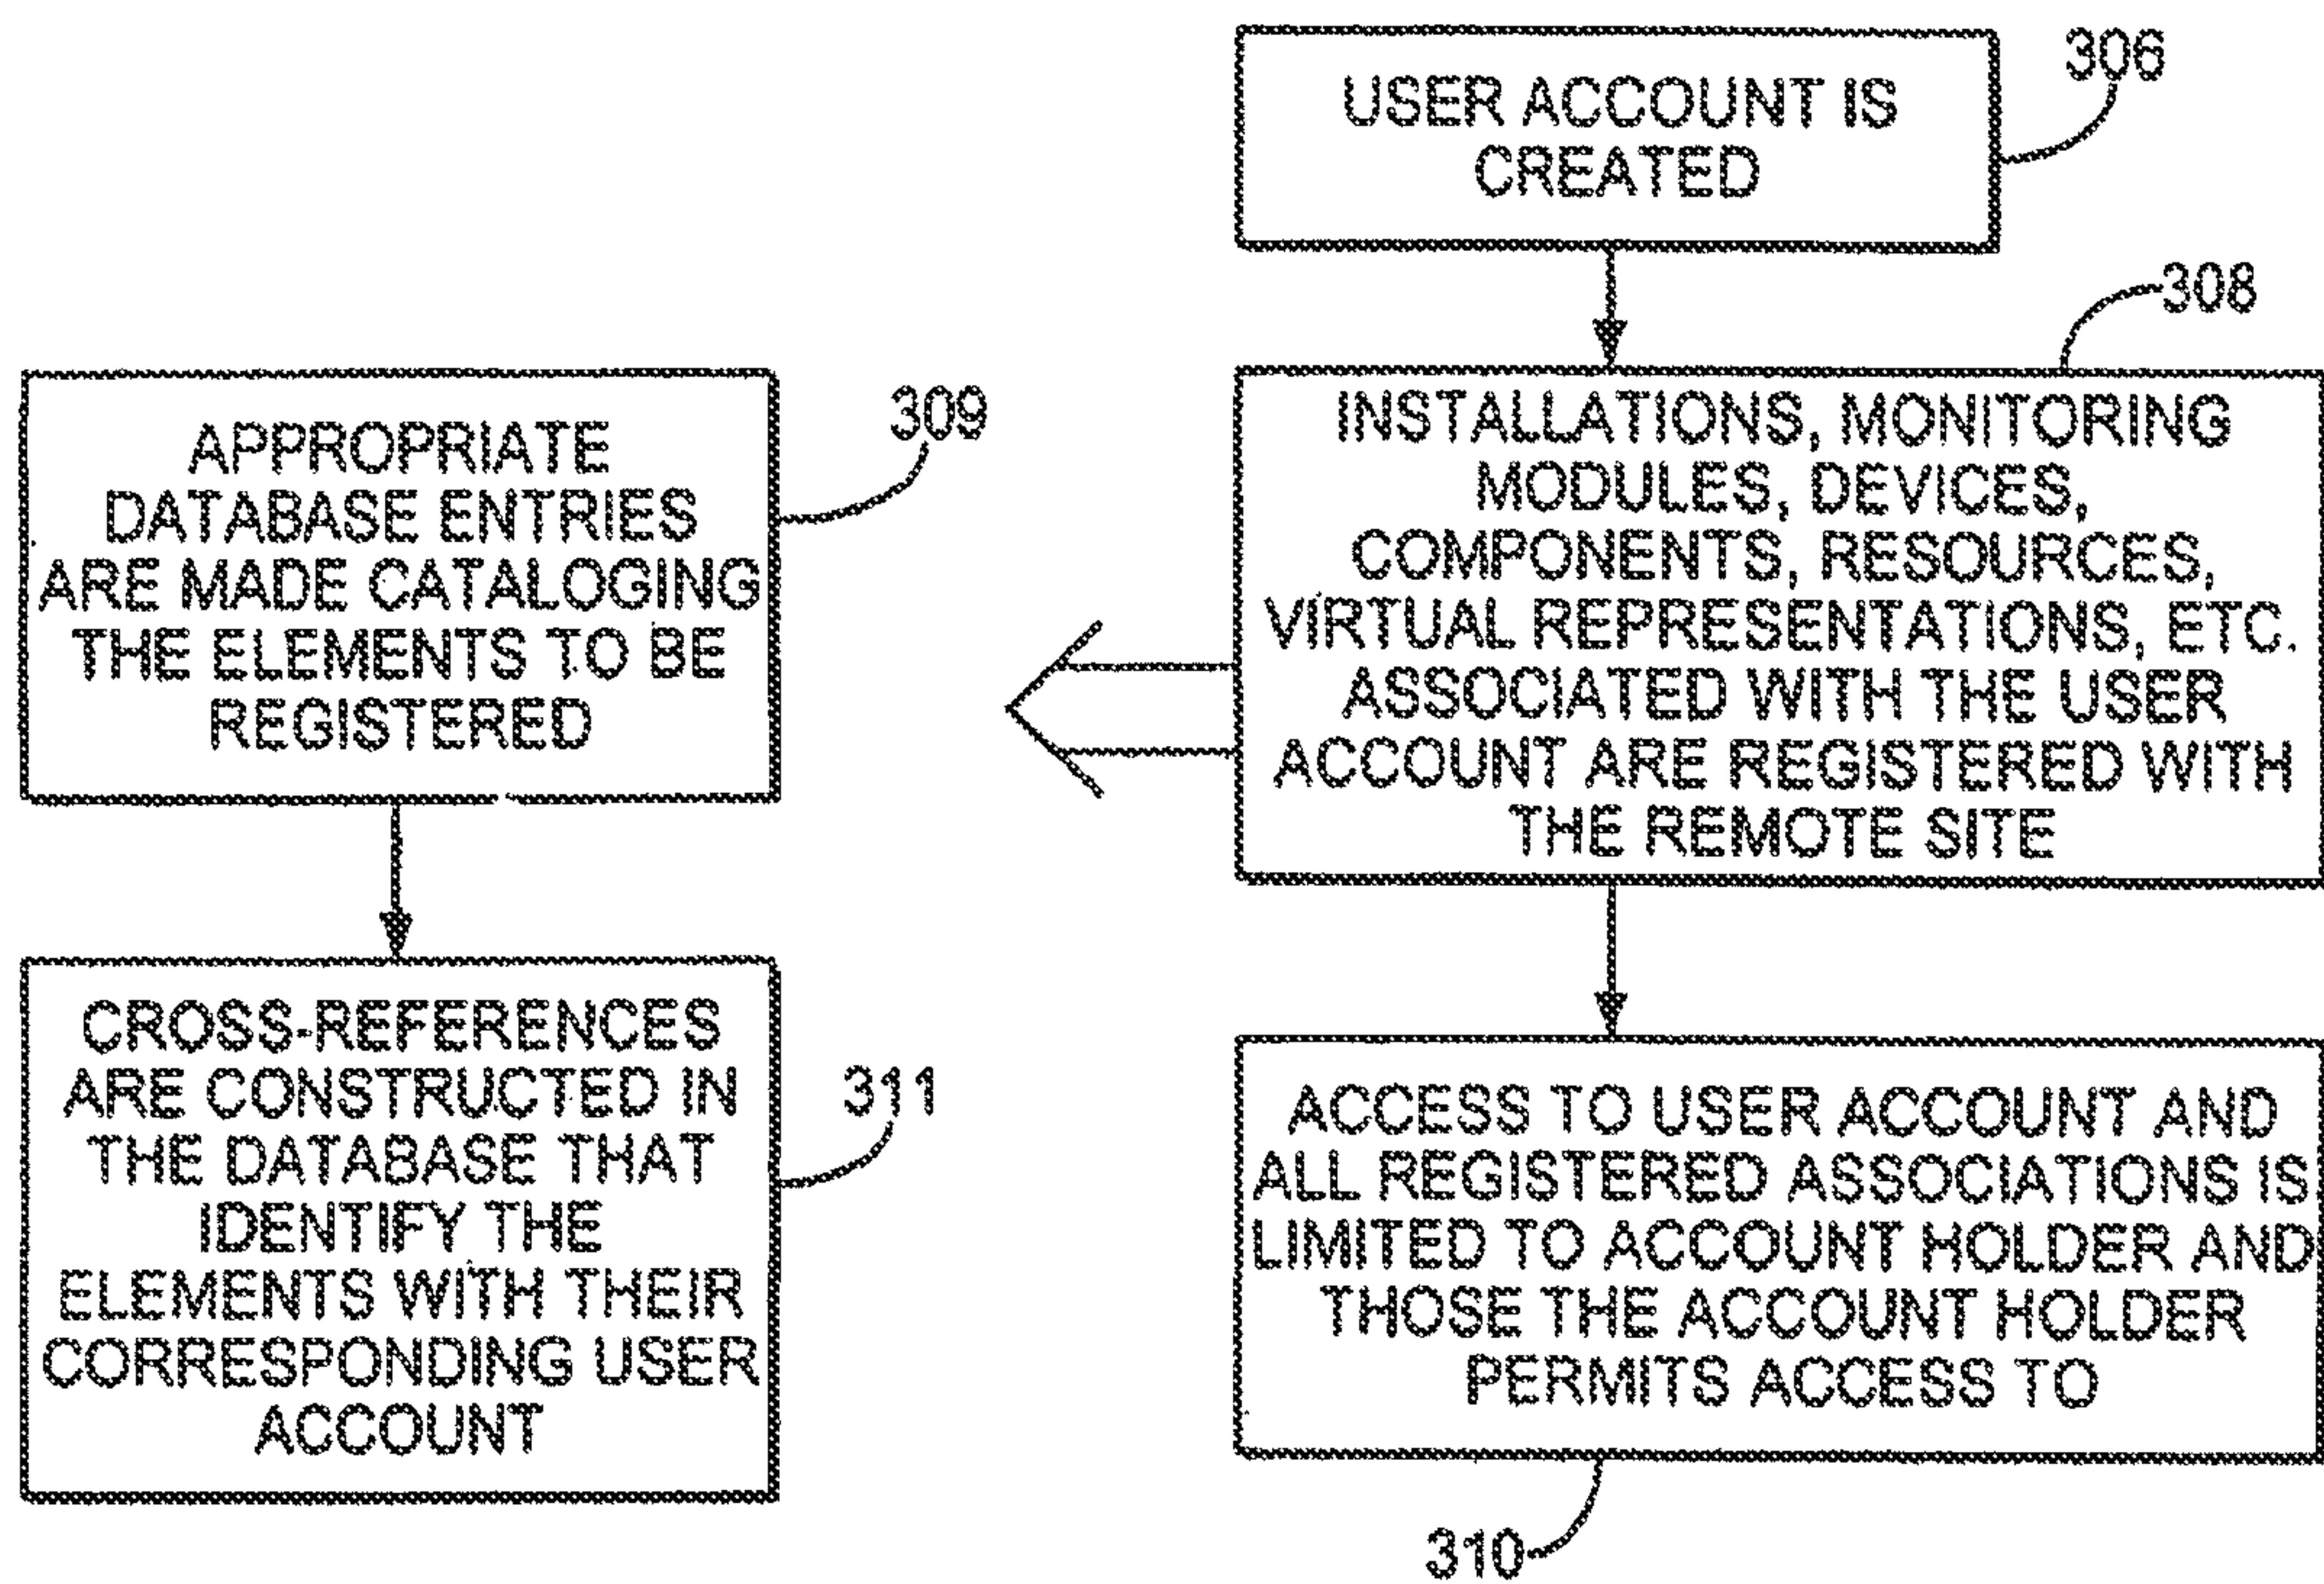 USER ACCOUNT IS
CREATED
306
308
INSTALLATIONS, MONITORING
MODULES, DEVICES,
COMPONENTS, RESOURCES,
VIRTUAL REPRESENTATIONS, ETC.
ASSOCIATED WITH THE USER
ACCOUNT ARE REGISTERED WITH
THE REMOTE SITE
309
APPROPRIATE
DATABASE ENTRIES
ARE MADE CATALOGING
THE ELEMENTS TO BE
REGISTERED
CROSS-REFERENCES
ARE CONSTRUCTED IN
THE DATABASE THAT
IDENTIFY THE
ELEMENTS WITH THEIR
CORRESPONDING USER
ACCOUNT
311
ACCESS TO USER ACCOUNT AND
ALL REGISTERED ASSOCIATIONS IS
LIMITED TO ACCOUNT HOLDER AND
THOSE THE ACCOUNT HOLDER
PERMITS ACCESS TO
310